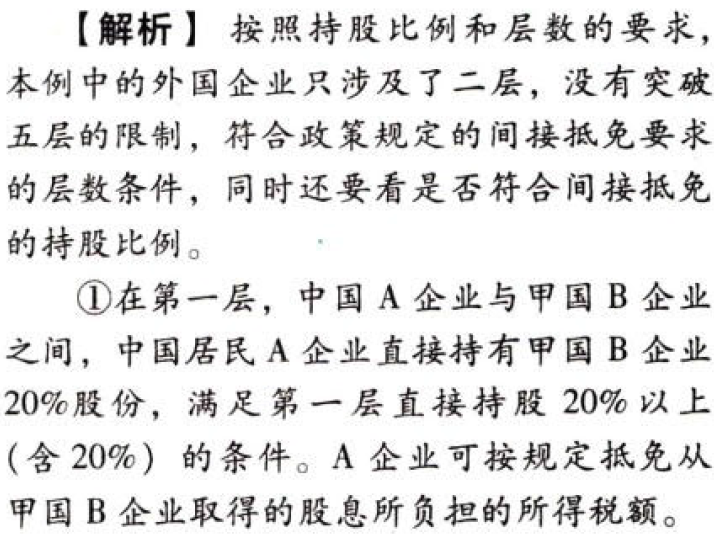 【解析】 按照持股比例和层数的要求，
本例中的外国企业只涉及了二层，没有突破
五层的限制，符合政策规定的间接抵免要求
的层数条件，同时还要看是否符合间接抵免
的持股比例。
①在第一层，中国 A 企业与甲国 B 企业
之间，中国居民 A 企业直接持有甲国 B 企业
20%股份，满足第一层直接持股 20%以上
(含 20%) 的条件。A 企业可按规定抵免从
甲国 B 企业取得的股息所负担的所得税额。